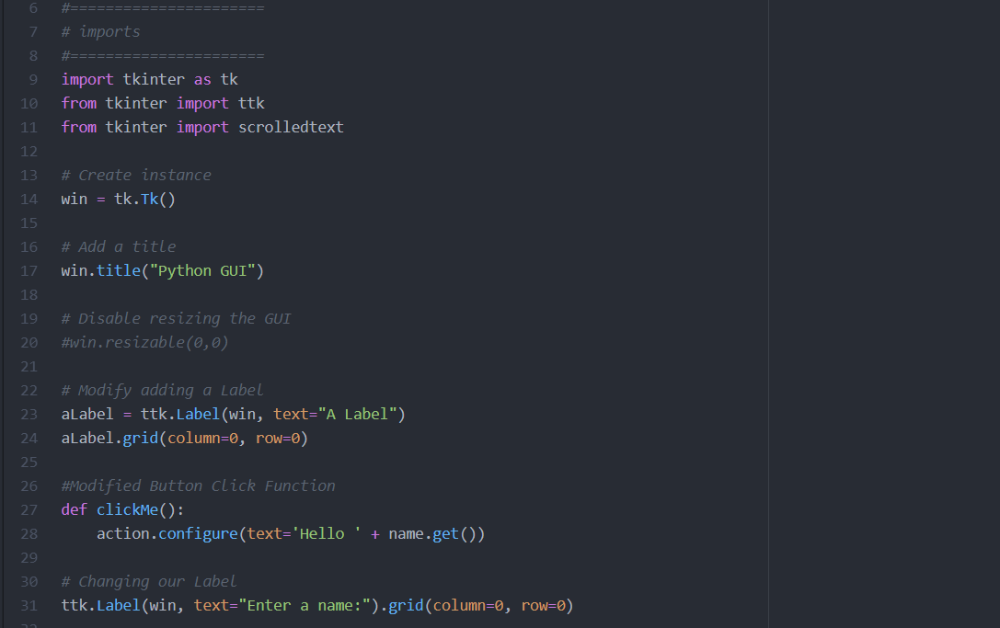 6 #======================
7 # imports
8 #======================
9 import tkinter as tk
10 from tkinter import ttk
11 from tkinter import scrolledtext
12
13 # Create instance
14 win = tk.Tk()
15
16 # Add a title
17 win.title("Python GUI")
18
19 # Disable resizing the GUI
20 #win.resizable(0,0)
21
22 # Modify adding a Label
23 aLabel = ttk.Label(win, text="A Label")
24 aLabel.grid(column=0, row=0)
25
26 #Modified Button Click Function
27 def clickMe():
28     action.configure(text='Hello ' + name.get())
29
30 # Changing our Label
31 ttk.Label(win, text="Enter a name:").grid(column=0, row=0)